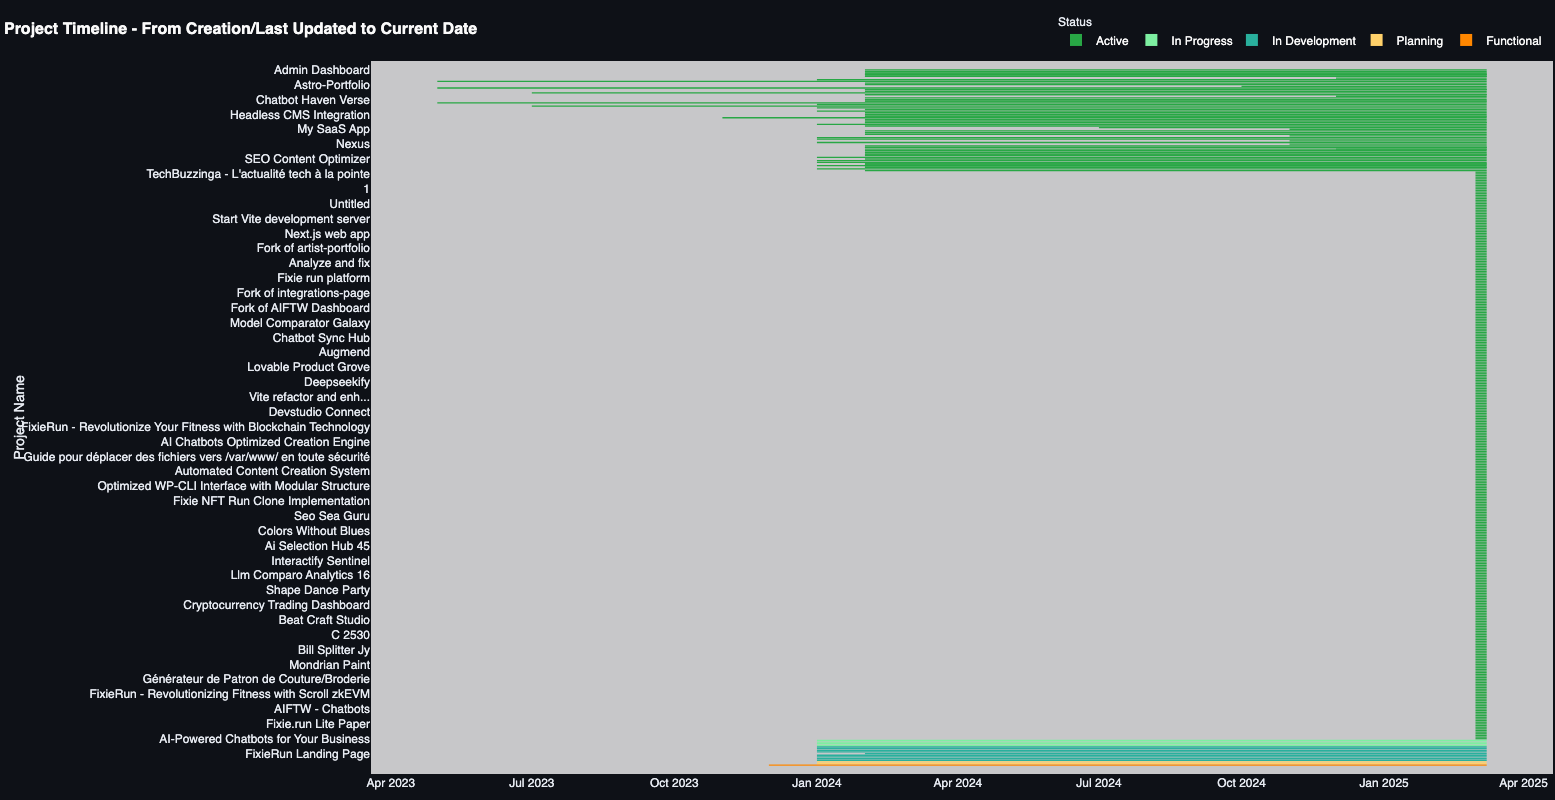 Project Timeline - From Creation/Last Updated to Current Date
Status
Active
In Progress
In Development
Planning
Functional
Project Name
Admin Dashboard
Astro-Portfolio
Chatbot Haven Verse
Headless CMS Integration
My SaaS App
Nexus
SEO Content Optimizer
TechBuzzinga - L'actualité tech à la pointe
1
Untitled
Start Vite development server
Next.js web app
Fork of artist-portfolio
Analyze and fix
Fixie run platform
Fork of integrations-page
Fork of AIFTW Dashboard
Model Comparator Galaxy
Chatbot Sync Hub
Augmend
Lovable Product Grove
Deepseekify
Vite refactor and enh...
Devstudio Connect
FixieRun - Revolutionize Your Fitness with Blockchain Technology
AI Chatbots Optimized Creation Engine
Guide pour déplacer des fichiers vers /var/www/ en toute sécurité
Automated Content Creation System
Optimized WP-CLI Interface with Modular Structure
Fixie NFT Run Clone Implementation
Seo Sea Guru
Colors Without Blues
Ai Selection Hub 45
Interactify Sentinel
Llm Comparo Analytics 16
Shape Dance Party
Cryptocurrency Trading Dashboard
Beat Craft Studio
C 2530
Bill Splitter Jy
Mondrian Paint
Générateur de Patron de Couture/Broderie
FixieRun - Revolutionizing Fitness with Scroll zkEVM
AIFTW - Chatbots
Fixie.run Lite Paper
AI-Powered Chatbots for Your Business
FixieRun Landing Page
Apr 2023
Jul 2023
Oct 2023
Jan 2024
Apr 2024
Jul 2024
Oct 2024
Jan 2025
Apr 2025